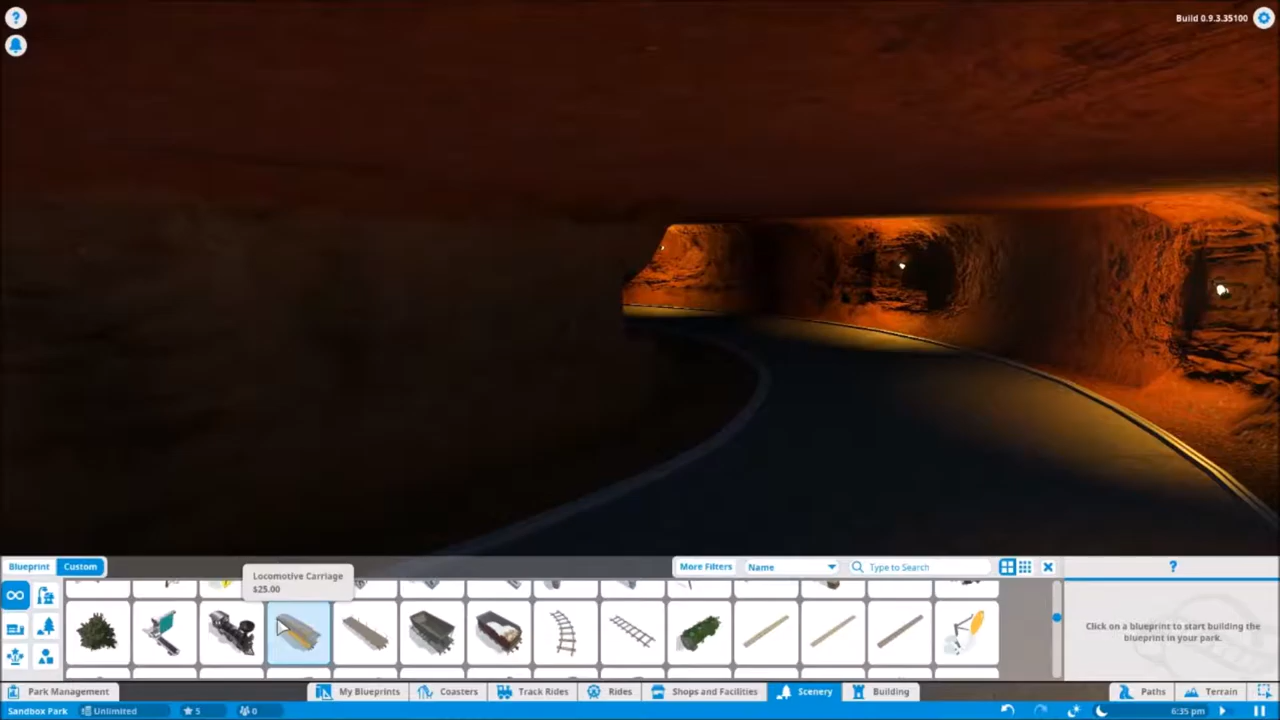 ?
Build 0.9.3.35100
Blueprint
Custom
More Filters
Name
Type to Search
?
Locomotive Carriage
$25.00
Click on a blueprint to start building the
blueprint in your park.
Park Management
My Blueprints
Coasters
Track Rides
Rides
Shops and Facilities
Scenery
Building
Paths
Terrain
Sandbox Park
Unlimited
5
0
6:35 pm